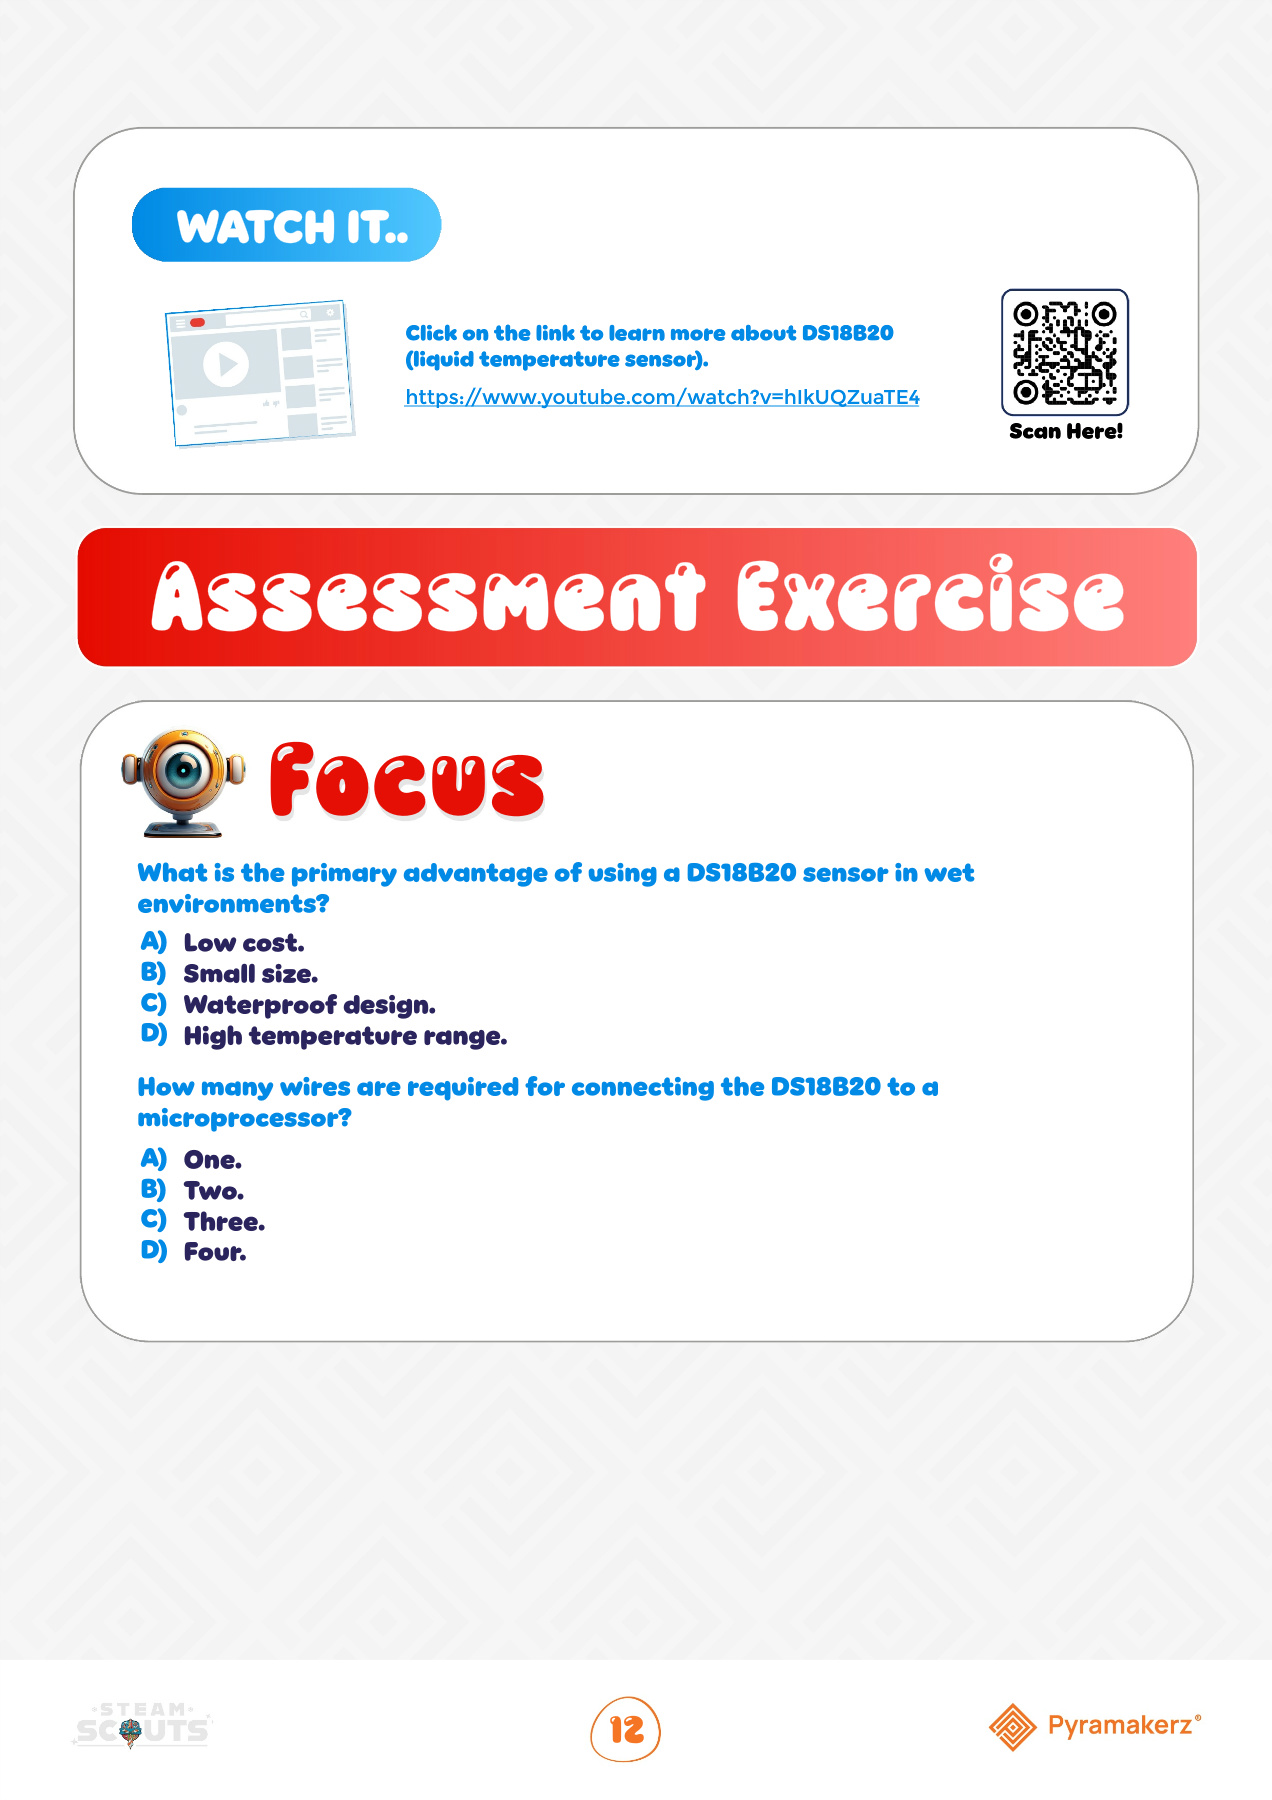 WATCH IT..
Click on the link to learn more about DS18B20
(liquid temperature sensor).
https://www.youtube.com/watch?v=hIkUQZuaTE4
Scan Here!
Assessment Exercise
Focus
What is the primary advantage of using a DS18B20 sensor in wet
environments?
A) Low cost.
B) Small size.
C) Waterproof design.
D) High temperature range.
How many wires are required for connecting the DS18B20 to a
microprocessor?
A) One.
B) Two.
C) Three.
D) Four.
STEAM
SCOUTS
12
Pyramakerz®